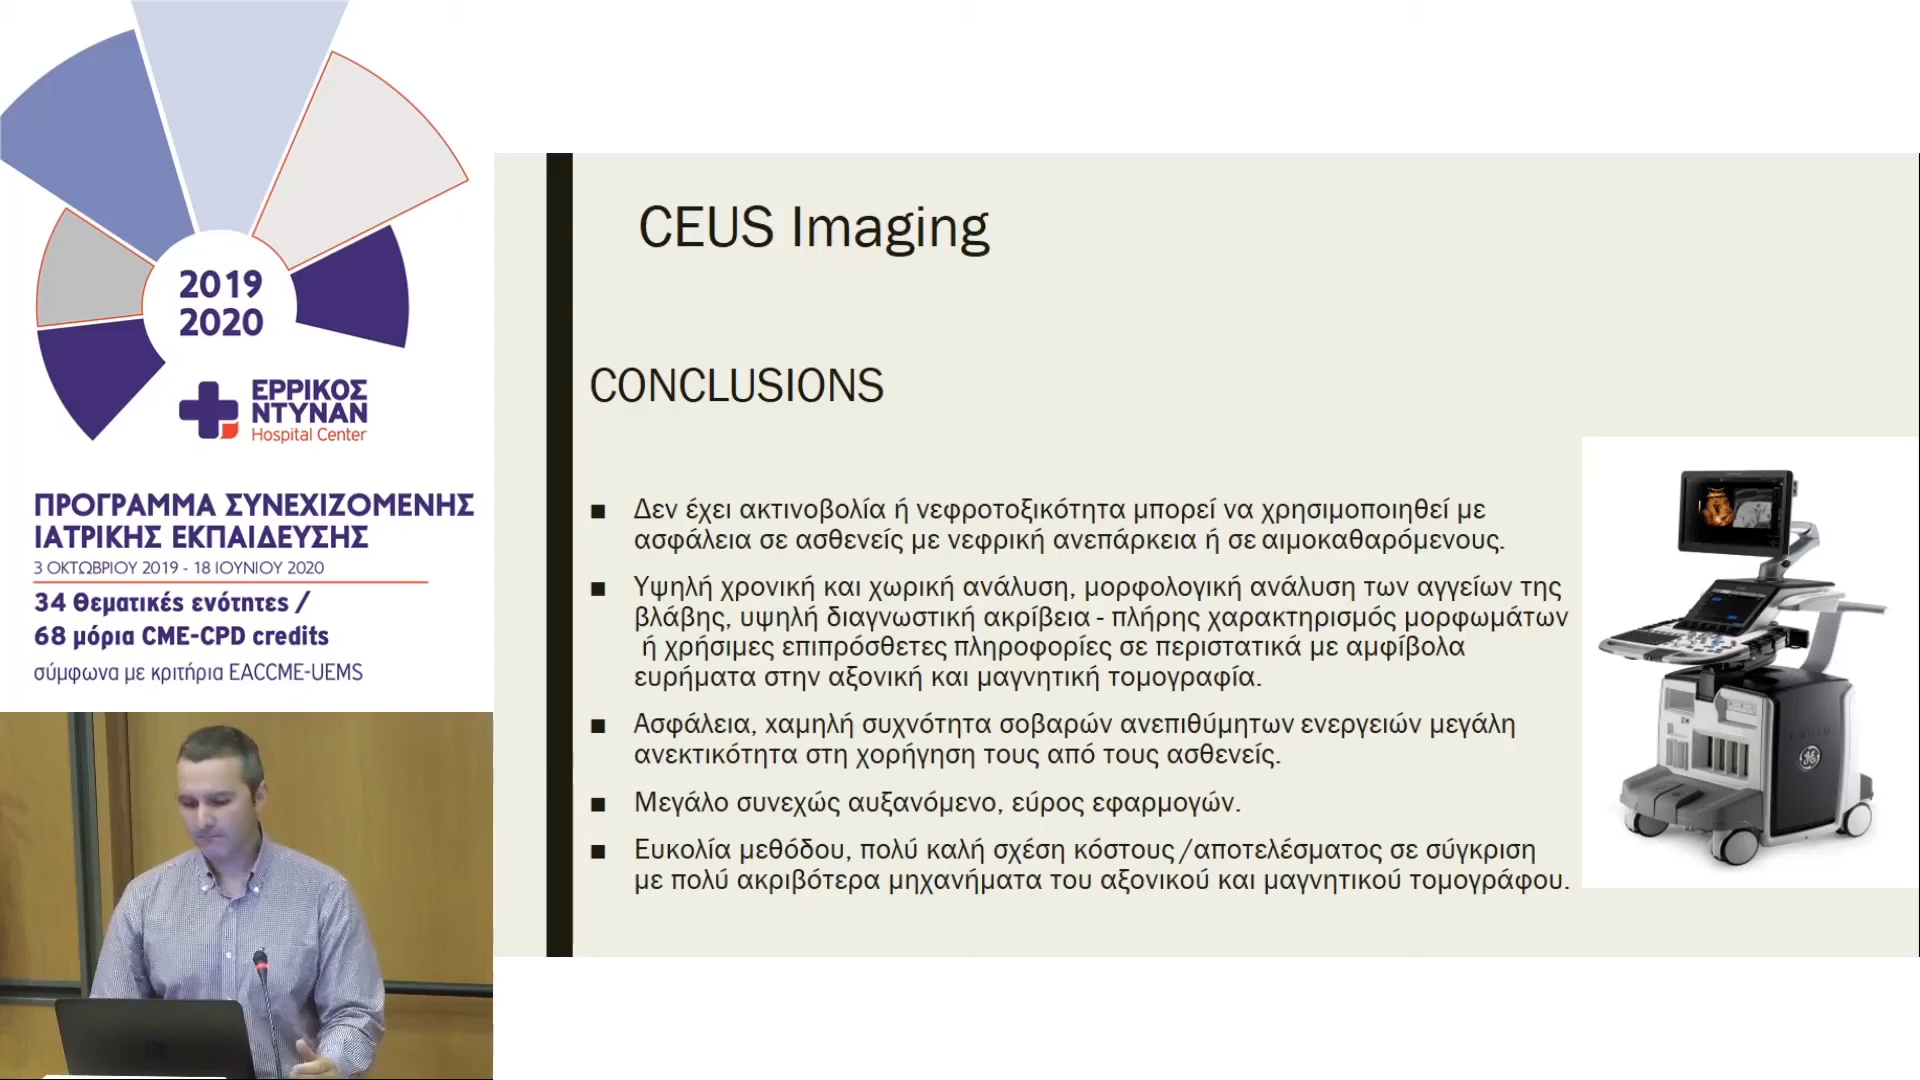 2019
2020
ΕΡΡΙΚΟΣ
ΝΤΥΝΑΝ
Hospital Center
ΠΡΟΓΡΑΜΜΑ ΣΥΝΕΧΙΖΟΜΕΝΗΣ
ΙΑΤΡΙΚΗΣ ΕΚΠΑΙΔΕΥΣΗΣ
3 ΟΚΤΩΒΡΙΟΥ 2019 - 18 ΙΟΥΝΙΟΥ 2020
34 θεματικές ενότητες /
68 μόρια CME-CPD credits
σύμφωνα με κριτήρια EACCME-UEMS
CEUS Imaging
CONCLUSIONS
■ Δεν έχει ακτινοβολία ή νεφροτοξικότητα μπορεί να χρησιμοποιηθεί με
ασφάλεια σε ασθενείς με νεφρική ανεπάρκεια ή σε αιμοκαθαρόμενους.
■ Υψηλή χρονική και χωρική ανάλυση, μορφολογική ανάλυση των αγγείων της
βλάβης, υψηλή διαγνωστική ακρίβεια - πλήρης χαρακτηρισμός μορφωμάτων
ή χρήσιμες επιπρόσθετες πληροφορίες σε περιστατικά με αμφίβολα
ευρήματα στην αξονική και μαγνητική τομογραφία.
■ Ασφάλεια, χαμηλή συχνότητα σοβαρών ανεπιθύμητων ενεργειών μεγάλη
ανεκτικότητα στη χορήγηση τους από τους ασθενείς.
■ Μεγάλο συνεχώς αυξανόμενο, εύρος εφαρμογών.
■ Ευκολία μεθόδου, πολύ καλή σχέση κόστους /αποτελέσματος σε σύγκριση
με πολύ ακριβότερα μηχανήματα του αξονικού και μαγνητικού τομογράφου.